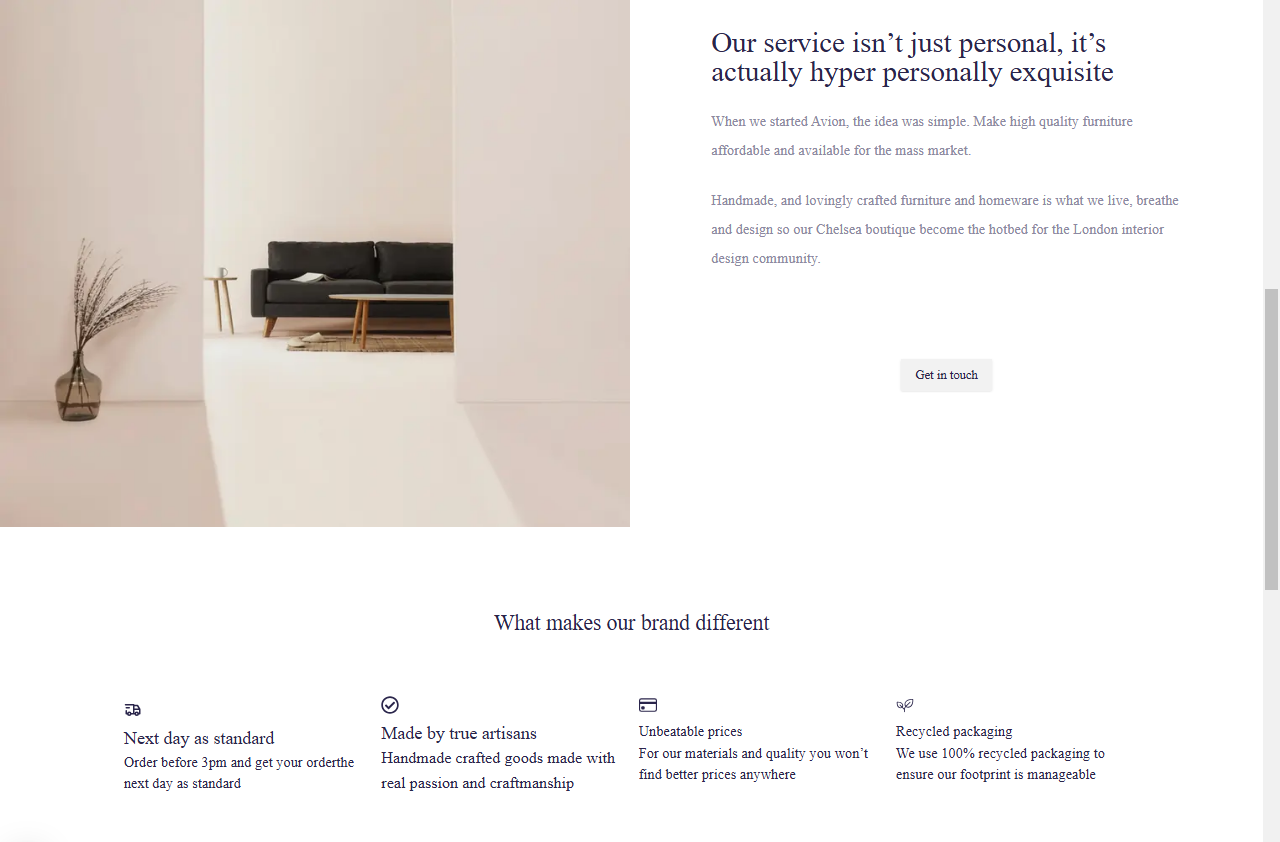 Our service isn’t just personal, it’s
actually hyper personally exquisite
When we started Avion, the idea was simple. Make high quality furniture
affordable and available for the mass market.
Handmade, and lovingly crafted furniture and homeware is what we live, breathe
and design so our Chelsea boutique become the hotbed for the London interior
design community.
Get in touch
What makes our brand different
Next day as standard
Order before 3pm and get your orderthe
next day as standard
Made by true artisans
Handmade crafted goods made with
real passion and craftmanship
Unbeatable prices
For our materials and quality you won’t
find better prices anywhere
Recycled packaging
We use 100% recycled packaging to
ensure our footprint is manageable